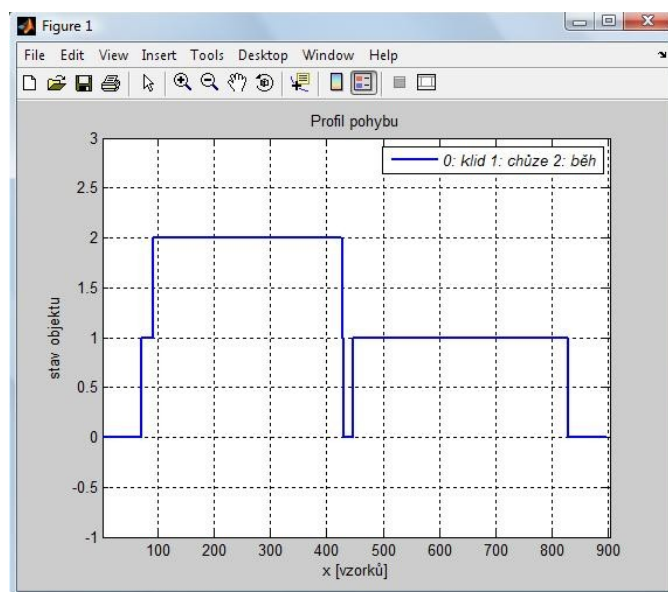 Figure 1
File Edit View Insert Tools Desktop Window Help
Profil pohybu
0: klid 1: chůze 2: běh
3
2.5
2
1.5
1
0.5
0
-0.5
-1
stav objektu
100 200 300 400 500 600 700 800 900
x [vzorků]